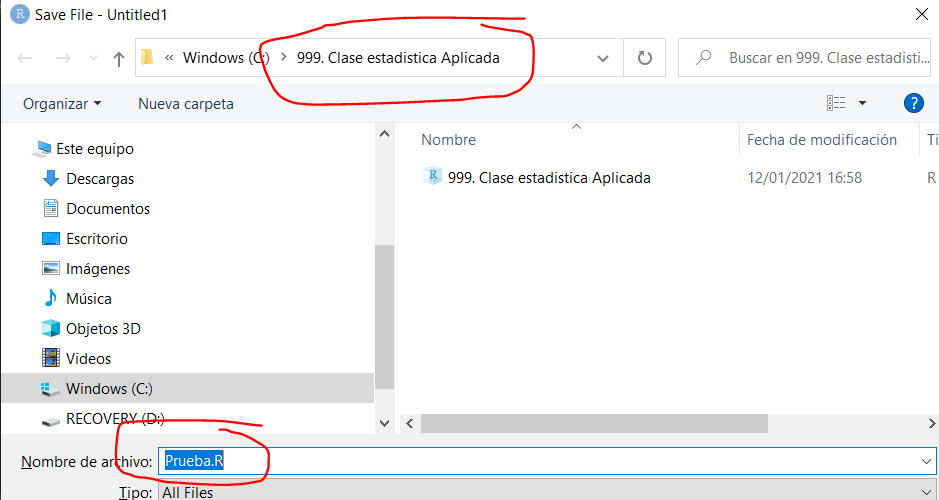 R Save File - Untitled1
« Windows (C:) > 999. Clase estadistica Aplicada
Buscar en 999. Clase estadisti...
Organizar Nueva carpeta ?
Este equipo
Descargas
Documentos
Escritorio
Imágenes
Música
Objetos 3D
Videos
Windows (C:)
RECOVERY (D:)
Nombre Fecha de modificación Ti
R 999. Clase estadistica Aplicada 12/01/2021 16:58 R
Nombre de archivo: Prueba.R
Tipo: All Files